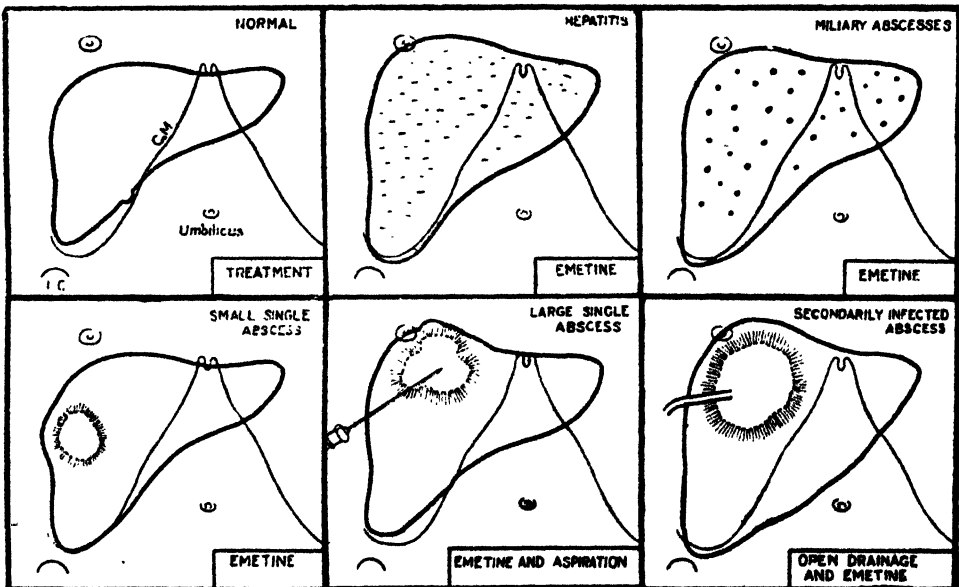 NORMAL
C.M
Umbilicus
I C
TREATMENT
HEPATITIS
EMETINE
MILIARY ABSCESSES
EMETINE
SMALL SINGLE
ABSCESS
EMETINE
LARGE SINGLE
ABSCESS
EMETINE AND ASPIRATION
SECONDARILY INFECTED
ABSCESS
OPEN DRAINAGE
AND EMETINE